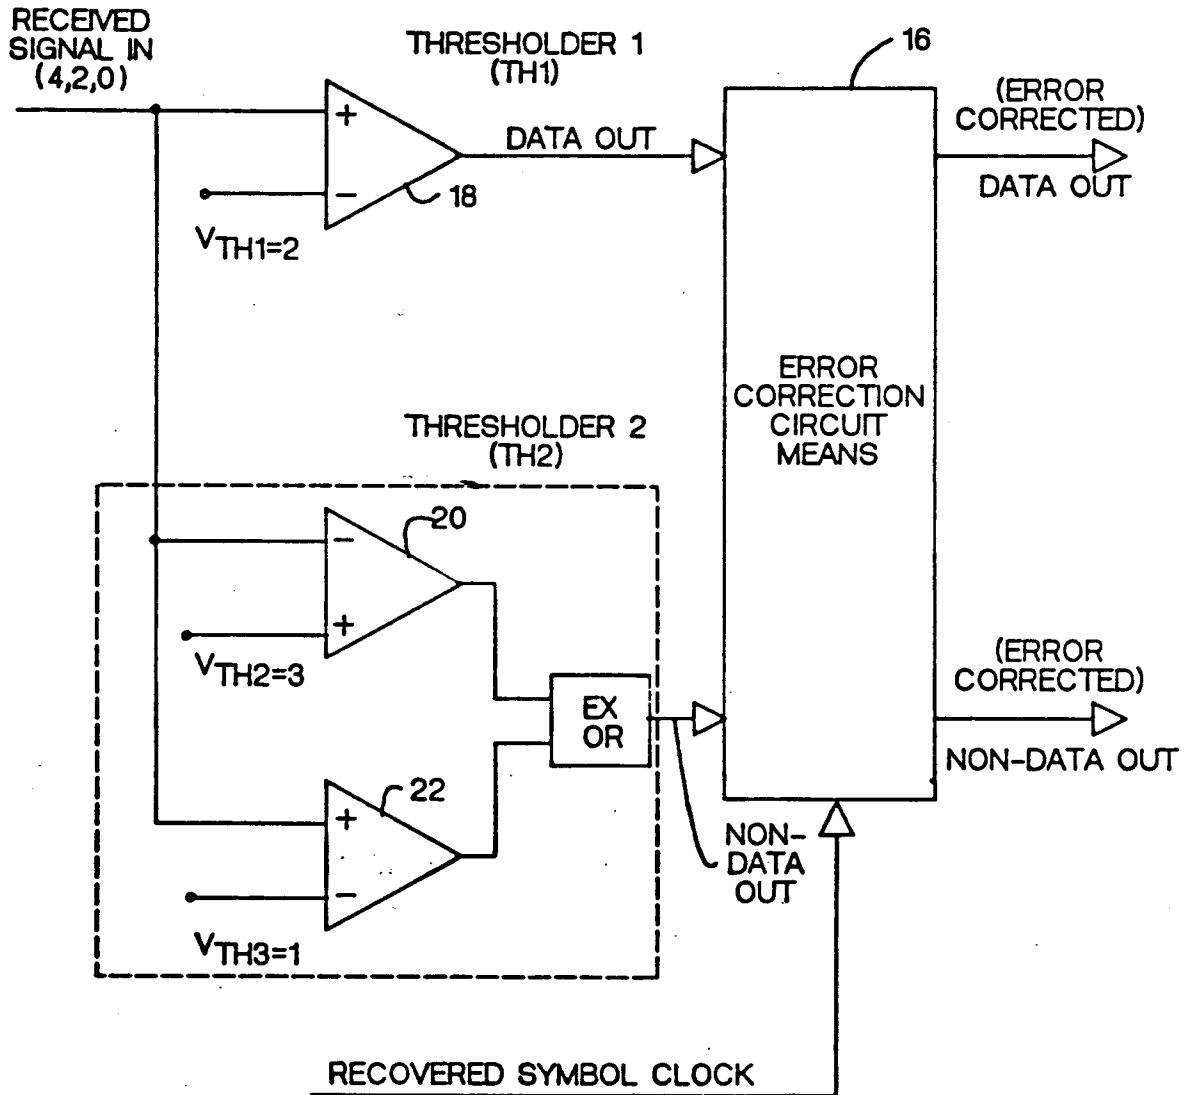 RECEIVED
SIGNAL IN
(4,2,0)
THRESHOLDER 1
(TH1)
16
+
-
18
VTH1=2
DATA OUT
(ERROR
CORRECTED)
DATA OUT
ERROR
CORRECTION
CIRCUIT
MEANS
THRESHOLDER 2
(TH2)
20
-
+
VTH2=3
EX
OR
22
+
-
VTH3=1
NON-
DATA
OUT
(ERROR
CORRECTED)
NON-DATA OUT
RECOVERED SYMBOL CLOCK